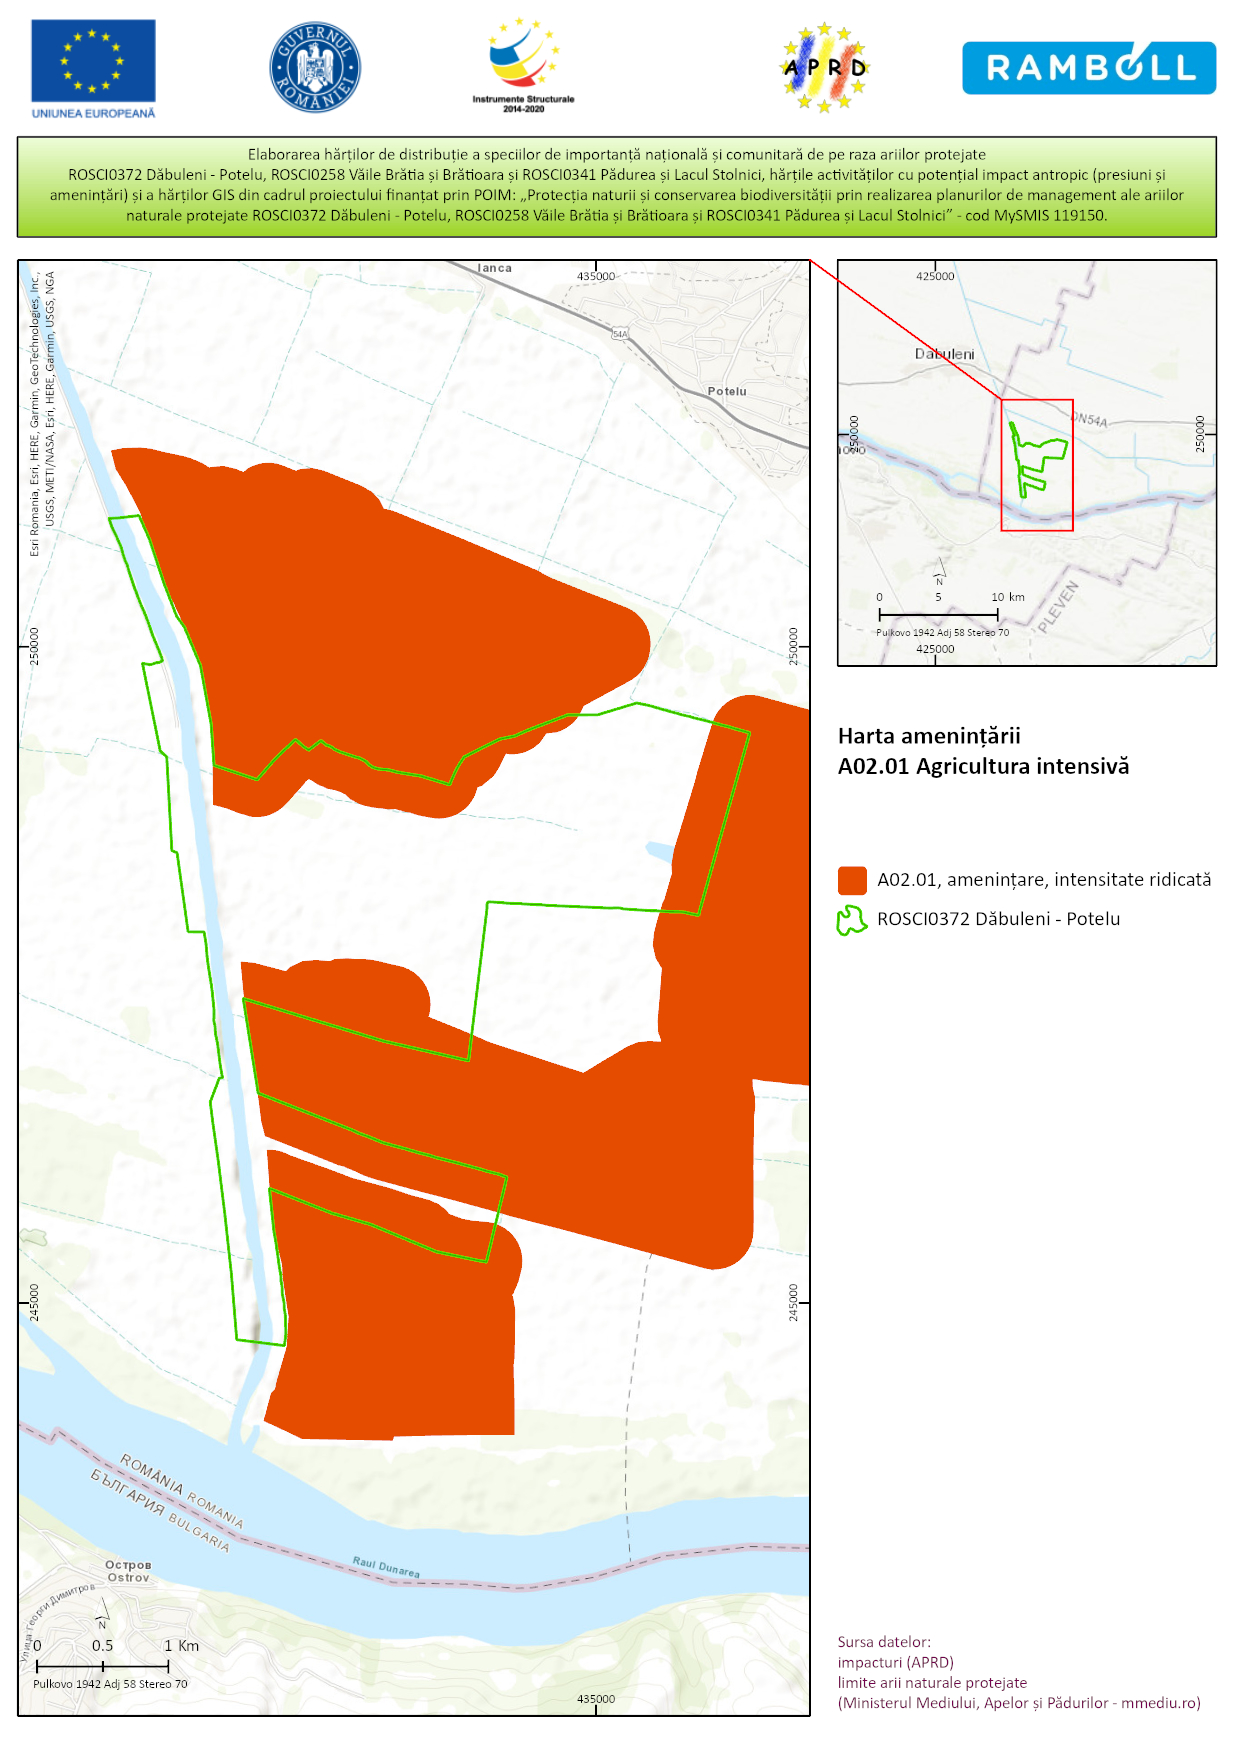 UNIUNEA EUROPEANĂ
GUVERNUL ROMÂNIEI
Instrumente Structurale
2014-2020
APRD
RAMBOLL
Elaborarea hărților de distribuție a speciilor de importanță națională și comunitară de pe raza ariilor protejate
ROSCI0372 Dăbuleni - Potelu, ROSCI0258 Văile Brătia și Brătioara și ROSCI0341 Pădurea și Lacul Stolnici, hărțile activităților cu potențial impact antropic (presiuni și
amenințări) și a hărților GIS din cadrul proiectului finanțat prin POIM: „Protecția naturii si conservarea biodiversității prin realizarea planurilor de management ale ariilor
naturale protejate ROSCI0372 Dăbuleni - Potelu, ROSCI0258 Văile Brătia și Brătioara și ROSCI0341 Pădurea și Lacul Stolnici” - cod MySMIS 119150.
Esri Romania, Esri, HERE, Garmin, GeoTechnologies, Inc.,
USGS, METI/NASA, Esri, HERE, Garmin, USGS, NGA
Ianca
435000
54A
Potelu
250000
250000
245000
245000
ROMÂNIA ROMANIA
БЪЛГАРИЯ BULGARIA
Raul Dunarea
Остров
Ostrov
Улица Георги Димитров
N
0 0.5 1 Km
Pulkovo 1942 Adj 58 Stereo 70
435000
425000
Dabuleni
DN54A
250000
250000
PLEVEN
N
0 5 10 km
Pulkovo 1942 Adj 58 Stereo 70
425000
Harta amenințării
A02.01 Agricultura intensivă
A02.01, amenințare, intensitate ridicată
ROSCI0372 Dăbuleni - Potelu
Sursa datelor:
impacturi (APRD)
limite arii naturale protejate
(Ministerul Mediului, Apelor și Pădurilor - mmediu.ro)